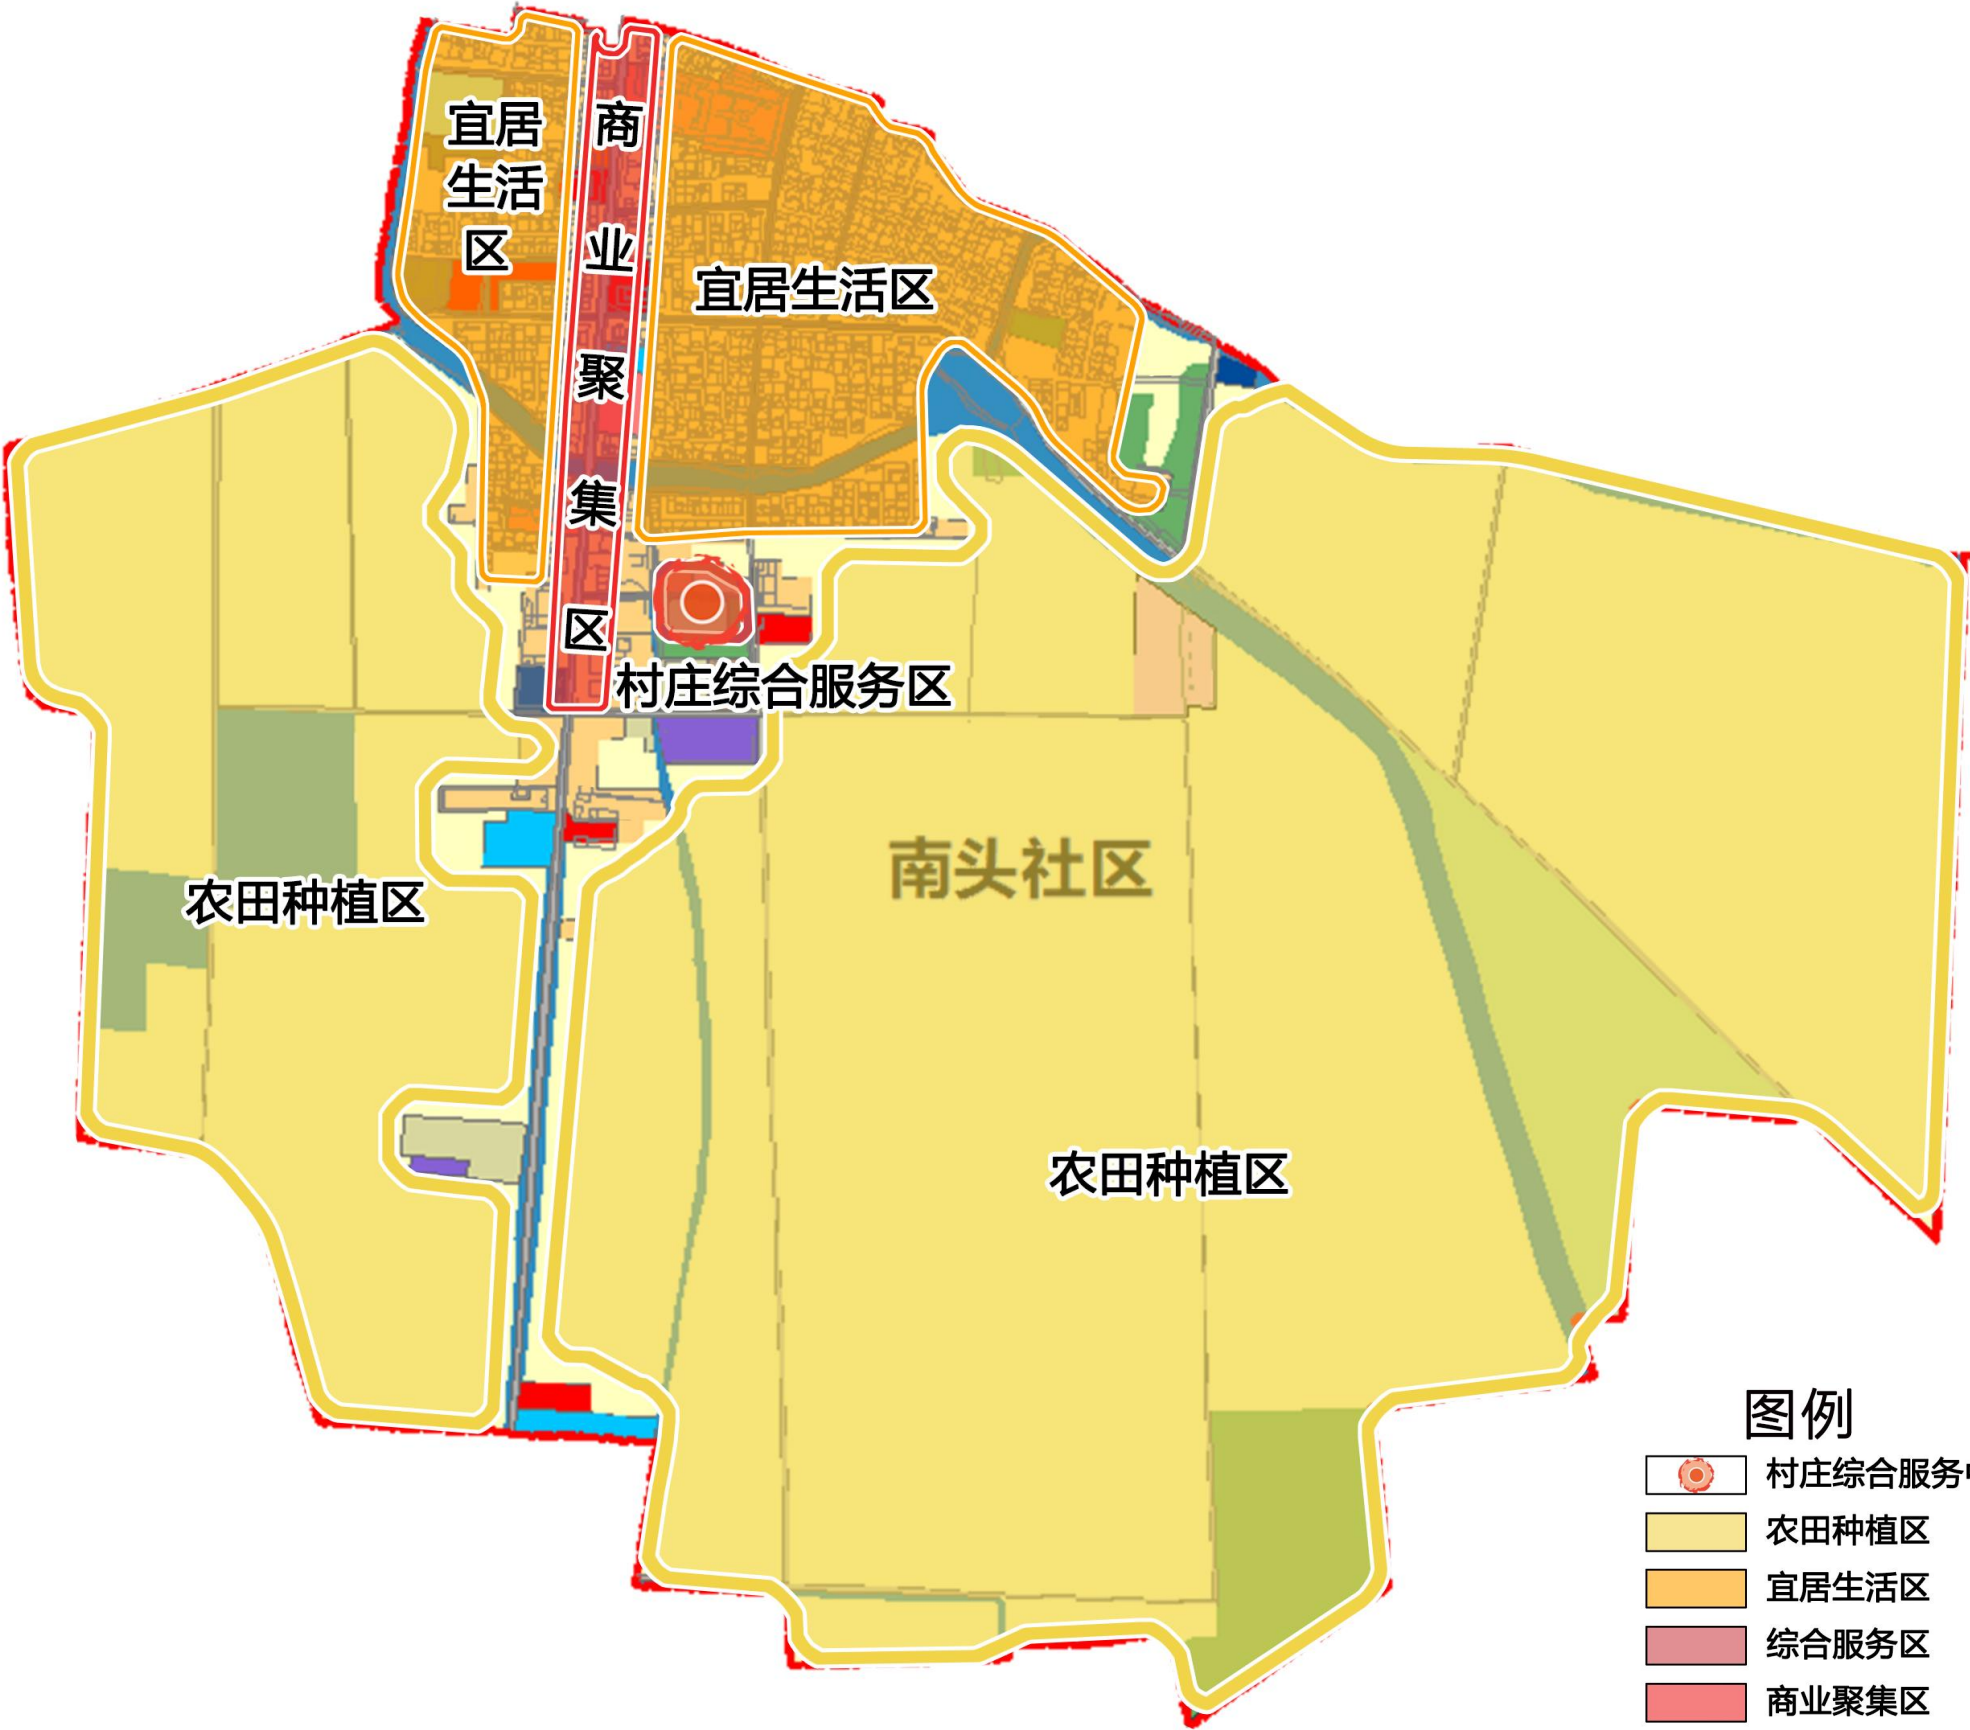 宜居
生活
区
商
业
聚
集
区
宜居生活区
村庄综合服务区
南头社区
农田种植区
农田种植区
图例
村庄综合服务
农田种植区
宜居生活区
综合服务区
商业聚集区